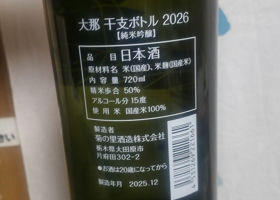 大那 干支ボトル 2026
【純米吟醸】
品目 日本酒
原材料名 米(国産)、米麹(国産米)
内容量 720ml
精米歩合 50%
アルコール分 15度
使用米 国産米100%
製造者
菊の里酒造株式会社
栃木県大田原市
片府田302-2
●お酒は20歳になってから
製造年月 2025.12